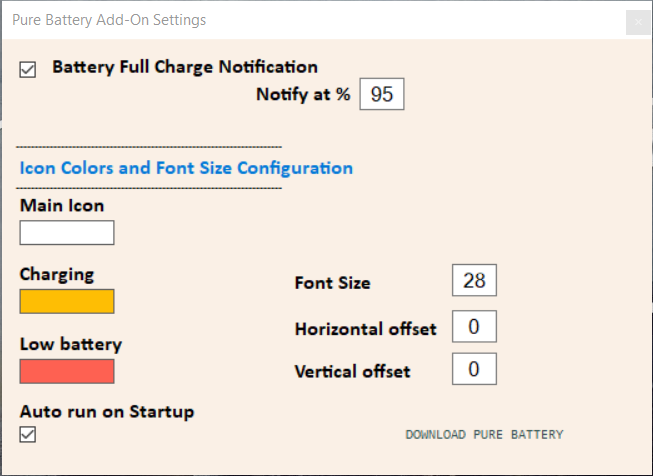 Pure Battery Add-On Settings
Battery Full Charge Notification
Notify at % 95
Icon Colors and Font Size Configuration
Main Icon
Charging
Font Size 28
Horizontal offset 0
Low battery
Vertical offset 0
Auto run on Startup
DOWNLOAD PURE BATTERY